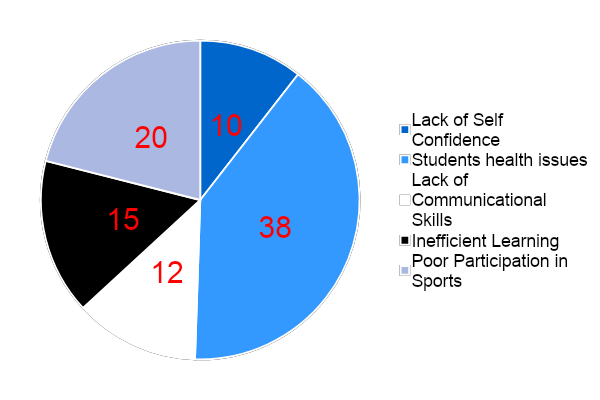 10
20
15
38
12
Lack of Self
Confidence
Students health issues
Lack of
Communicational
Skills
Inefficient Learning
Poor Participation in
Sports